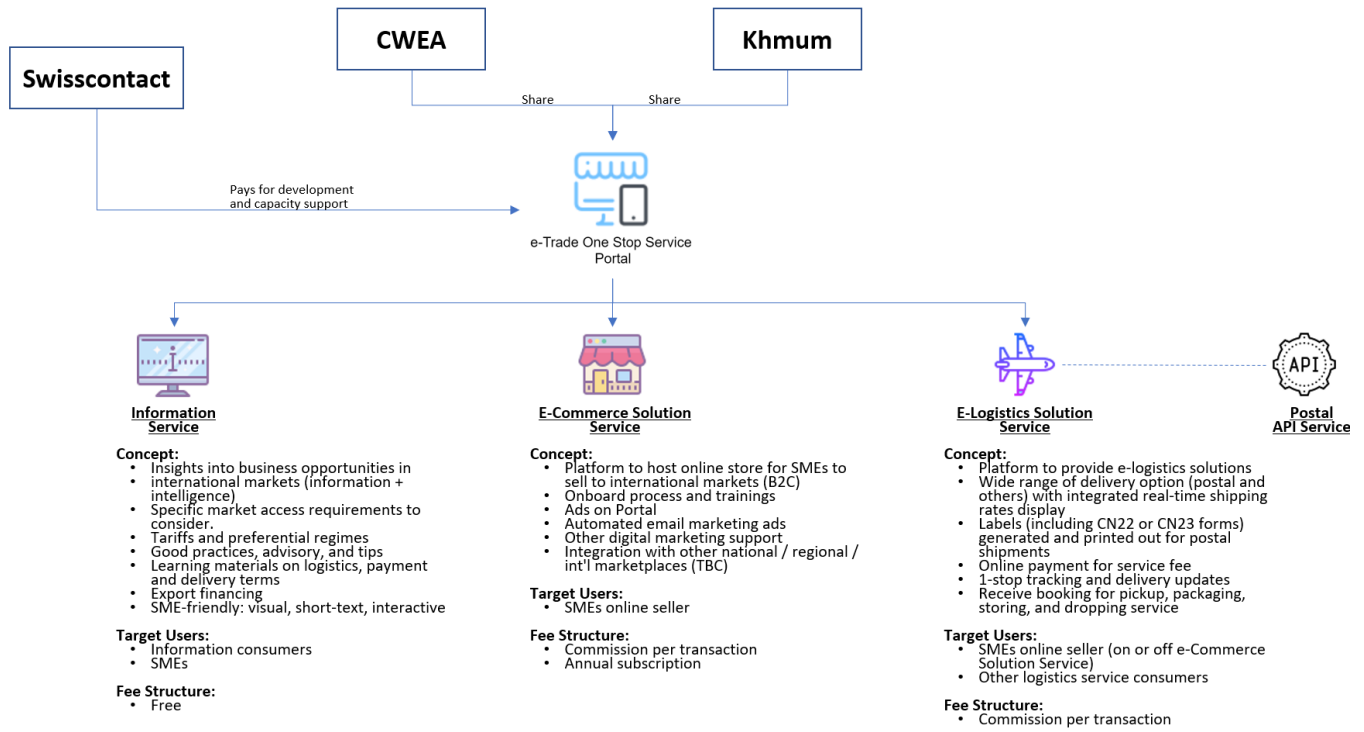 Swisscontact
CWEA
Khmum
Share
Share
Pays for development
and capacity support
e-Trade One Stop Service
Portal
Information
Service
Concept:
• Insights into business opportunities in
• international markets (information +
intelligence)
• Specific market access requirements to
consider.
• Tariffs and preferential regimes
• Good practices, advisory, and tips
• Learning materials on logistics, payment
and delivery terms
• Export financing
• SME-friendly: visual, short-text, interactive
Target Users:
• Information consumers
• SMEs
Fee Structure:
• Free
E-Commerce Solution
Service
Concept:
• Platform to host online store for SMEs to
sell to international markets (B2C)
• Onboard process and trainings
• Ads on Portal
• Automated email marketing ads
• Other digital marketing support
• Integration with other national / regional /
int'l marketplaces (TBC)
Target Users:
• SMEs online seller
Fee Structure:
• Commission per transaction
• Annual subscription
E-Logistics Solution
Service
Concept:
• Platform to provide e-logistics solutions
• Wide range of delivery option (postal and
others) with integrated real-time shipping
rates display
• Labels (including CN22 or CN23 forms)
generated and printed out for postal
shipments
• Online payment for service fee
• 1-stop tracking and delivery updates
• Receive booking for pickup, packaging,
storing, and dropping service
Target Users:
• SMEs online seller (on or off e-Commerce
Solution Service)
• Other logistics service consumers
Fee Structure:
• Commission per transaction
API
Postal
API Service